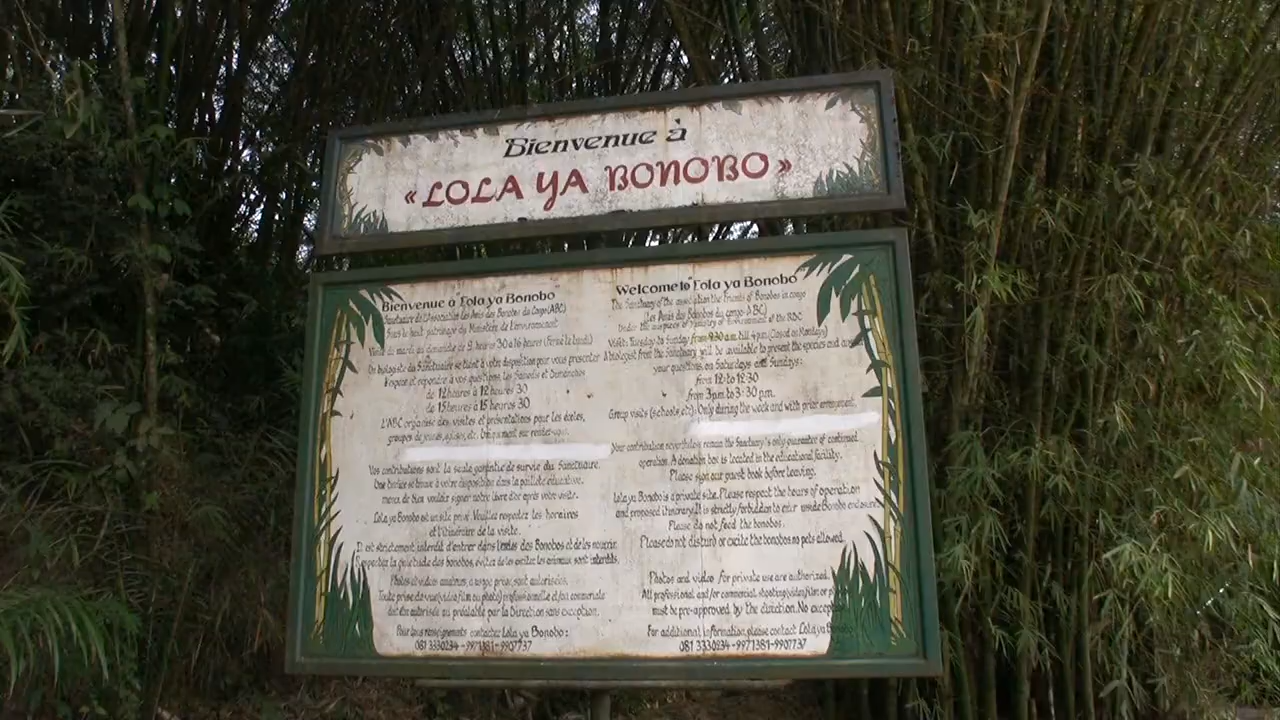 Bienvenue à
«LOLA YA BONOBO»
Bienvenue à Lola ya Bonobo
Sanctuaire de l'Association les Amis des Bonobos du Congo (ABC)
Sous le haut patronage du Ministère de l'environnement
Visite du mardi au dimanche de 9 heures 30 à 16 heures (Fermé le lundi)
Un biologiste du Sanctuaire se tient à votre disposition pour vous présenter
l'espèce et répondre à vos questions, les Samedis et Dimanches
de 12 heures à 12 heures 30
de 15 heures à 15 heures 30
L'ABC organise des visites et présentations pour les écoles,
groupes de jeunes, etc. Uniquement sur rendez-vous.
Vos contributions sont la seule garantie de survie du Sanctuaire.
Une se trouve à votre disposition dans la paillote éducative.
merci de bien vouloir signer notre livre d'or après votre visite.
Lola ya Bonobo est un site privé. Veuillez respectez les horaires
et l'itinéraire de la visite.
Il est strictement interdit d'entrer dans l'enclos des Bonobos et de les nourrir.
Respectez la quiétude des bonobos, évitez de les exciter les animaux sont interdits.
Photos et vidéos amateurs, à usage privé, sont autorisées.
Toute prise de vue (vidéo, film ou photo) professionnelle et/ou commerciale
doit être autorisée au préalable par la Direction sans exception.
Pour tous renseignements contacter Lola ya Bonobo:
081 3330234 - 9971381 - 9907737
Welcome to Lola ya Bonobo
The Sanctuary of the association the Friends of Bonobos in congo
(les Amis des Bonobos du congo: ABC)
Under the auspices of Ministry of Environment of the RDC
Visits: Tuesday to Sunday from 9:30 a.m. till 4 pm (Closed on Monday)
A biologist from the Sanctuary will be available to present the species and
your questions, on Saturdays and Sundays:
from 12 to 12:30
from 3 pm to 3:30 pm.
Group visits (schools, etc): Only during the week and with prior arrangement.
Your contribution nevertheless remain the Sanctuary's only guarantee of continued
operation. A donation box is located in the educational facility.
Please sign our guest book before leaving.
Lola ya Bonobo is a private site. Please respect the hours of operation
and proposed itinerary. It is strictly forbidden to enter inside Bonobo enclosures
Please do not feed the bonobos.
Please do not disturb or excite the bonobos no pets allowed.
Photos and video for private use are authorized.
All professional and/or commercial, shooting (video, film or
must be pre-approved by the direction. No exception
For additional information, please contact Lola ya Bonobo
081 3330234 - 9971381 - 9907737